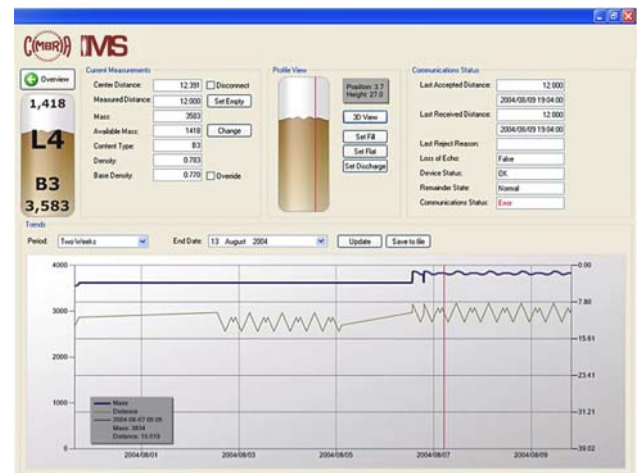 C(MBR)A IMS
Overview
1,418
L4
B3
3,583
Current Measurements
Center Distance: 12.391 Disconnect
Measured Distance: 12.000 Set Empty
Mass: 3583
Available Mass: 1418 Change
Content Type: B3
Density: 0.783
Base Density: 0.770 Override
Profile View
Position: 3.7
Height: 27.0
3D View
Set Fill
Set Flat
Set Discharge
Communications Status
Last Accepted Distance: 12.000
2004/08/09 19:04:00
Last Received Distance: 12.000
2004/08/09 19:04:00
Last Reject Reason:
Loss of Echo: False
Device Status: OK
Remainder State: Normal
Communications Status: Error
Trends
Period: Two Weeks End Date: 13 August 2004 Update Save to file
4000
3000
2000
1000
0
0.00
7.80
15.61
23.41
31.21
39.02
Mass
Distance
2004-08-07
Mass: 3834
Distance: 10.019
2004/08/01 2004/08/03 2004/08/05 2004/08/07 2004/08/09